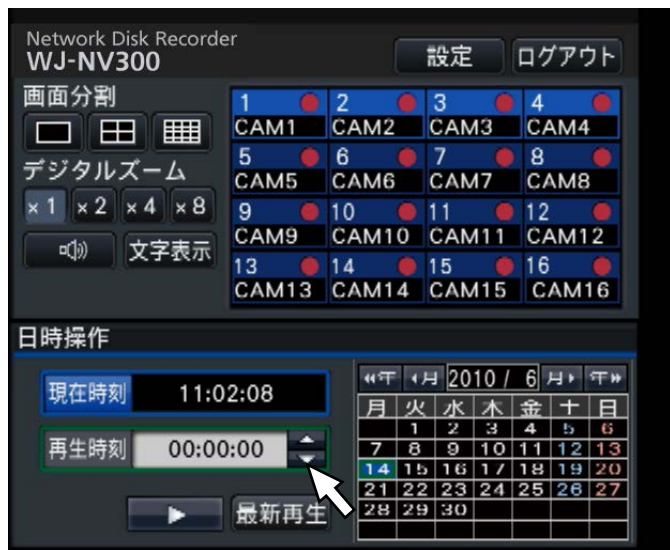 Network Disk Recorder
WJ-NV300
設定 ログアウト
画面分割
デジタルズーム
×1 ×2 ×4 ×8
文字表示
1 2 3 4
CAM1 CAM2 CAM3 CAM4
5 6 7 8
CAM5 CAM6 CAM7 CAM8
9 10 11 12
CAM9 CAM10 CAM11 CAM12
13 14 15 16
CAM13 CAM14 CAM15 CAM16
日時操作
現在時刻 11:02:08
再生時刻 00:00:00
最新再生
年 月 2010 / 6 月 年
月 火 水 木 金 土 日
1 2 3 4 5 6
7 8 9 10 11 12 13
14 15 16 17 18 19 20
21 22 23 24 25 26 27
28 29 30